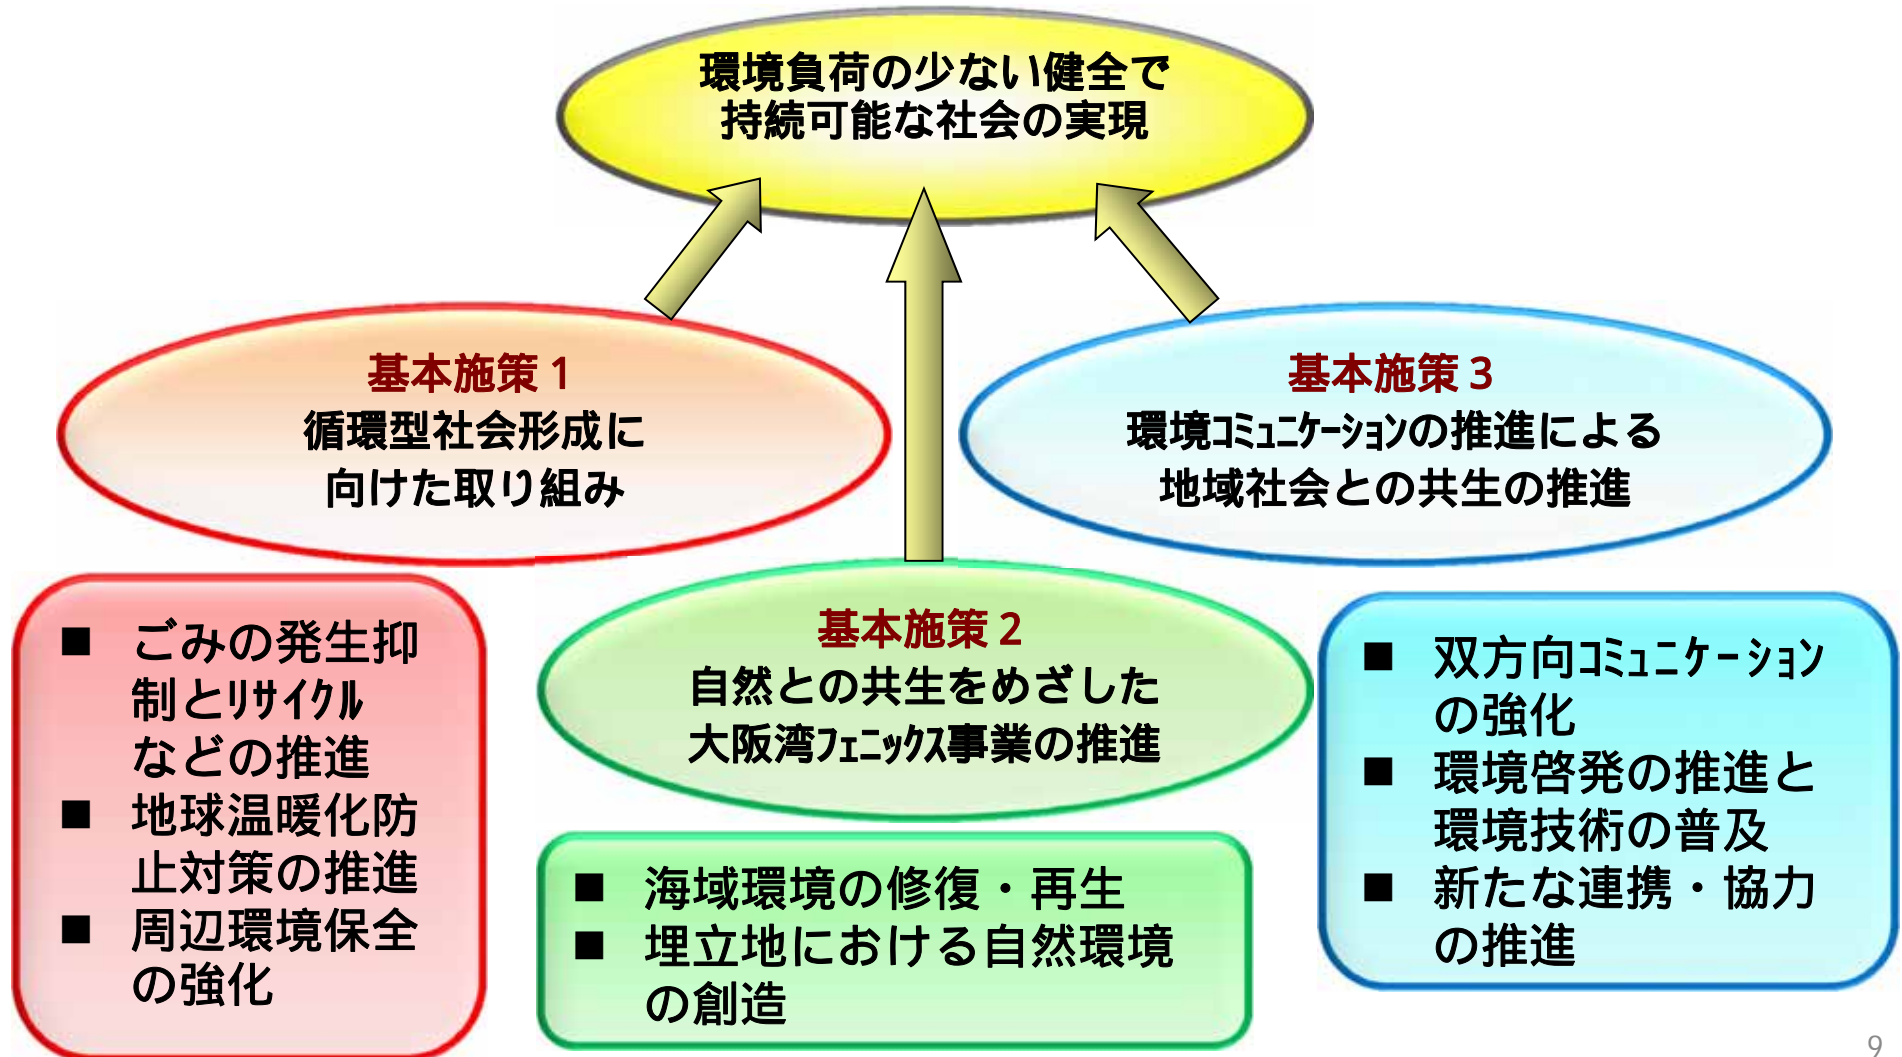 環境負荷の少ない健全で
持続可能な社会の実現
基本施策1
循環型社会形成に
向けた取り組み
基本施策3
環境ｺﾐｭﾆｹｰｼｮﾝの推進による
地域社会との共生の推進
基本施策2
自然との共生をめざした
大阪湾ﾌｪﾆｯｸｽ事業の推進
■ ごみの発生抑
制とﾘｻｲｸﾙ
などの推進
■ 地球温暖化防
止対策の推進
■ 周辺環境保全
の強化
■ 海域環境の修復・再生
■ 埋立地における自然環境
の創造
■ 双方向ｺﾐｭﾆｹｰｼｮﾝ
の強化
■ 環境啓発の推進と
環境技術の普及
■ 新たな連携・協力
の推進
9